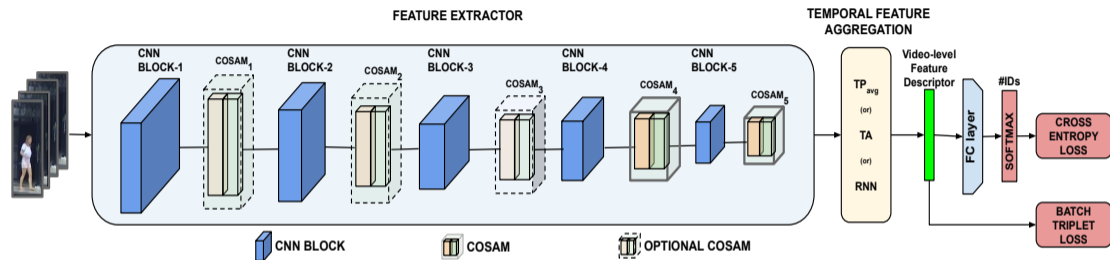 FEATURE EXTRACTOR
TEMPORAL FEATURE
AGGREGATION
CNN
BLOCK-1
COSAM1
CNN
BLOCK-2
COSAM2
CNN
BLOCK-3
COSAM3
CNN
BLOCK-4
COSAM4
CNN
BLOCK-5
COSAM5
TPavg
(or)
TA
(or)
RNN
Video-level
Feature
Descriptor
FC layer
#IDs
SOFTMAX
CROSS
ENTROPY
LOSS
BATCH
TRIPLET
LOSS
CNN BLOCK
COSAM
OPTIONAL COSAM